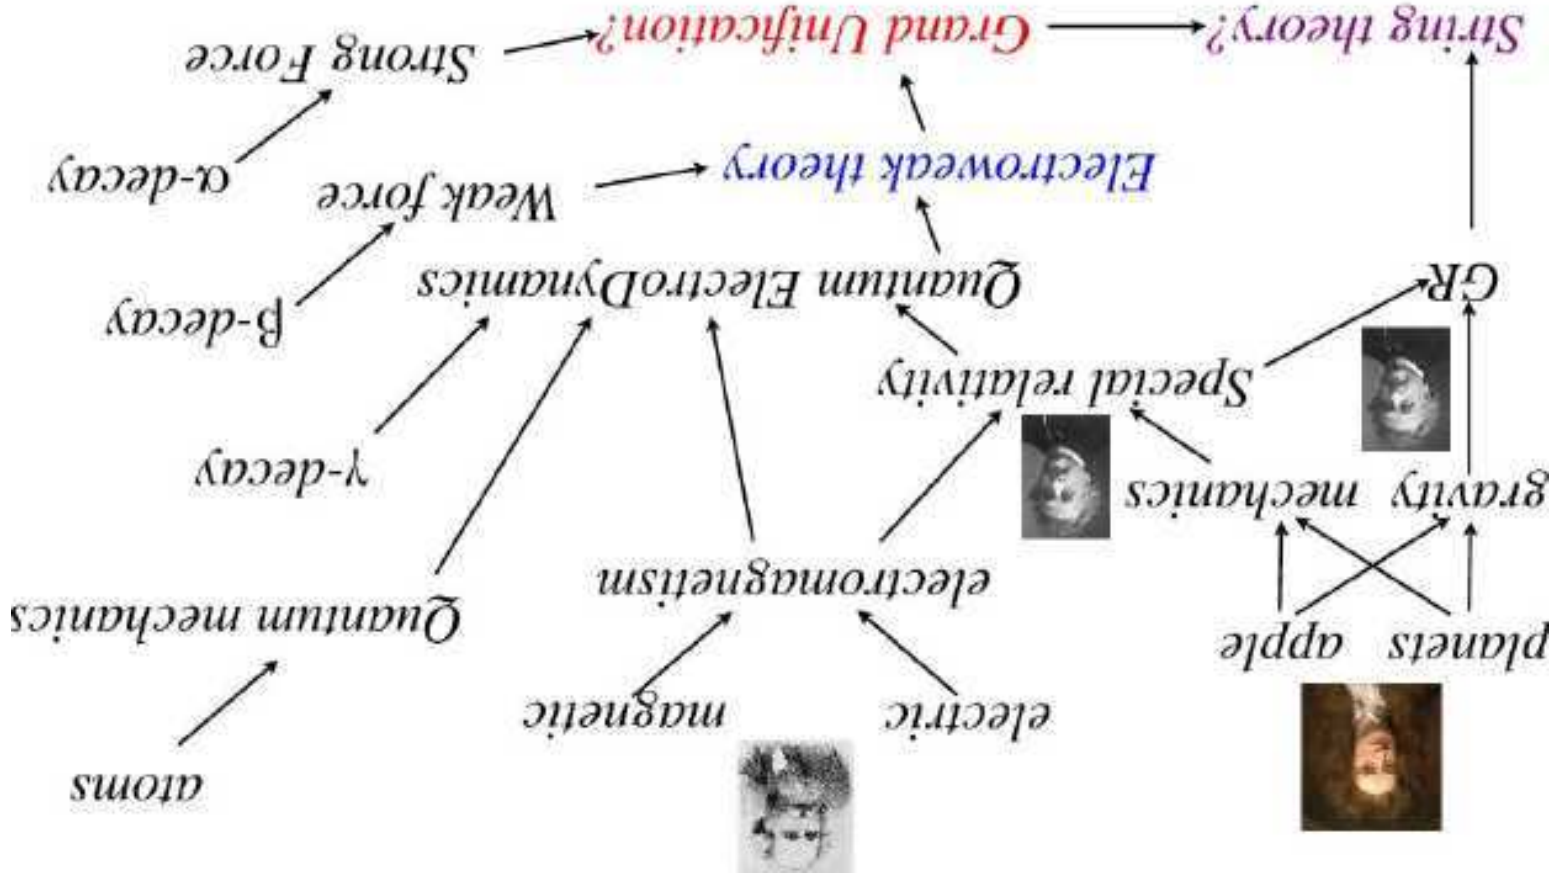 atoms
electric
magnetic
planets
apple
Quantum mechanics
electromagnetism
gravity
mechanics
γ-decay
Special relativity
β-decay
GR
Quantum ElectroDynamics
Weak force
α-decay
Electroweak theory
Strong Force
String theory?
Grand Unification?